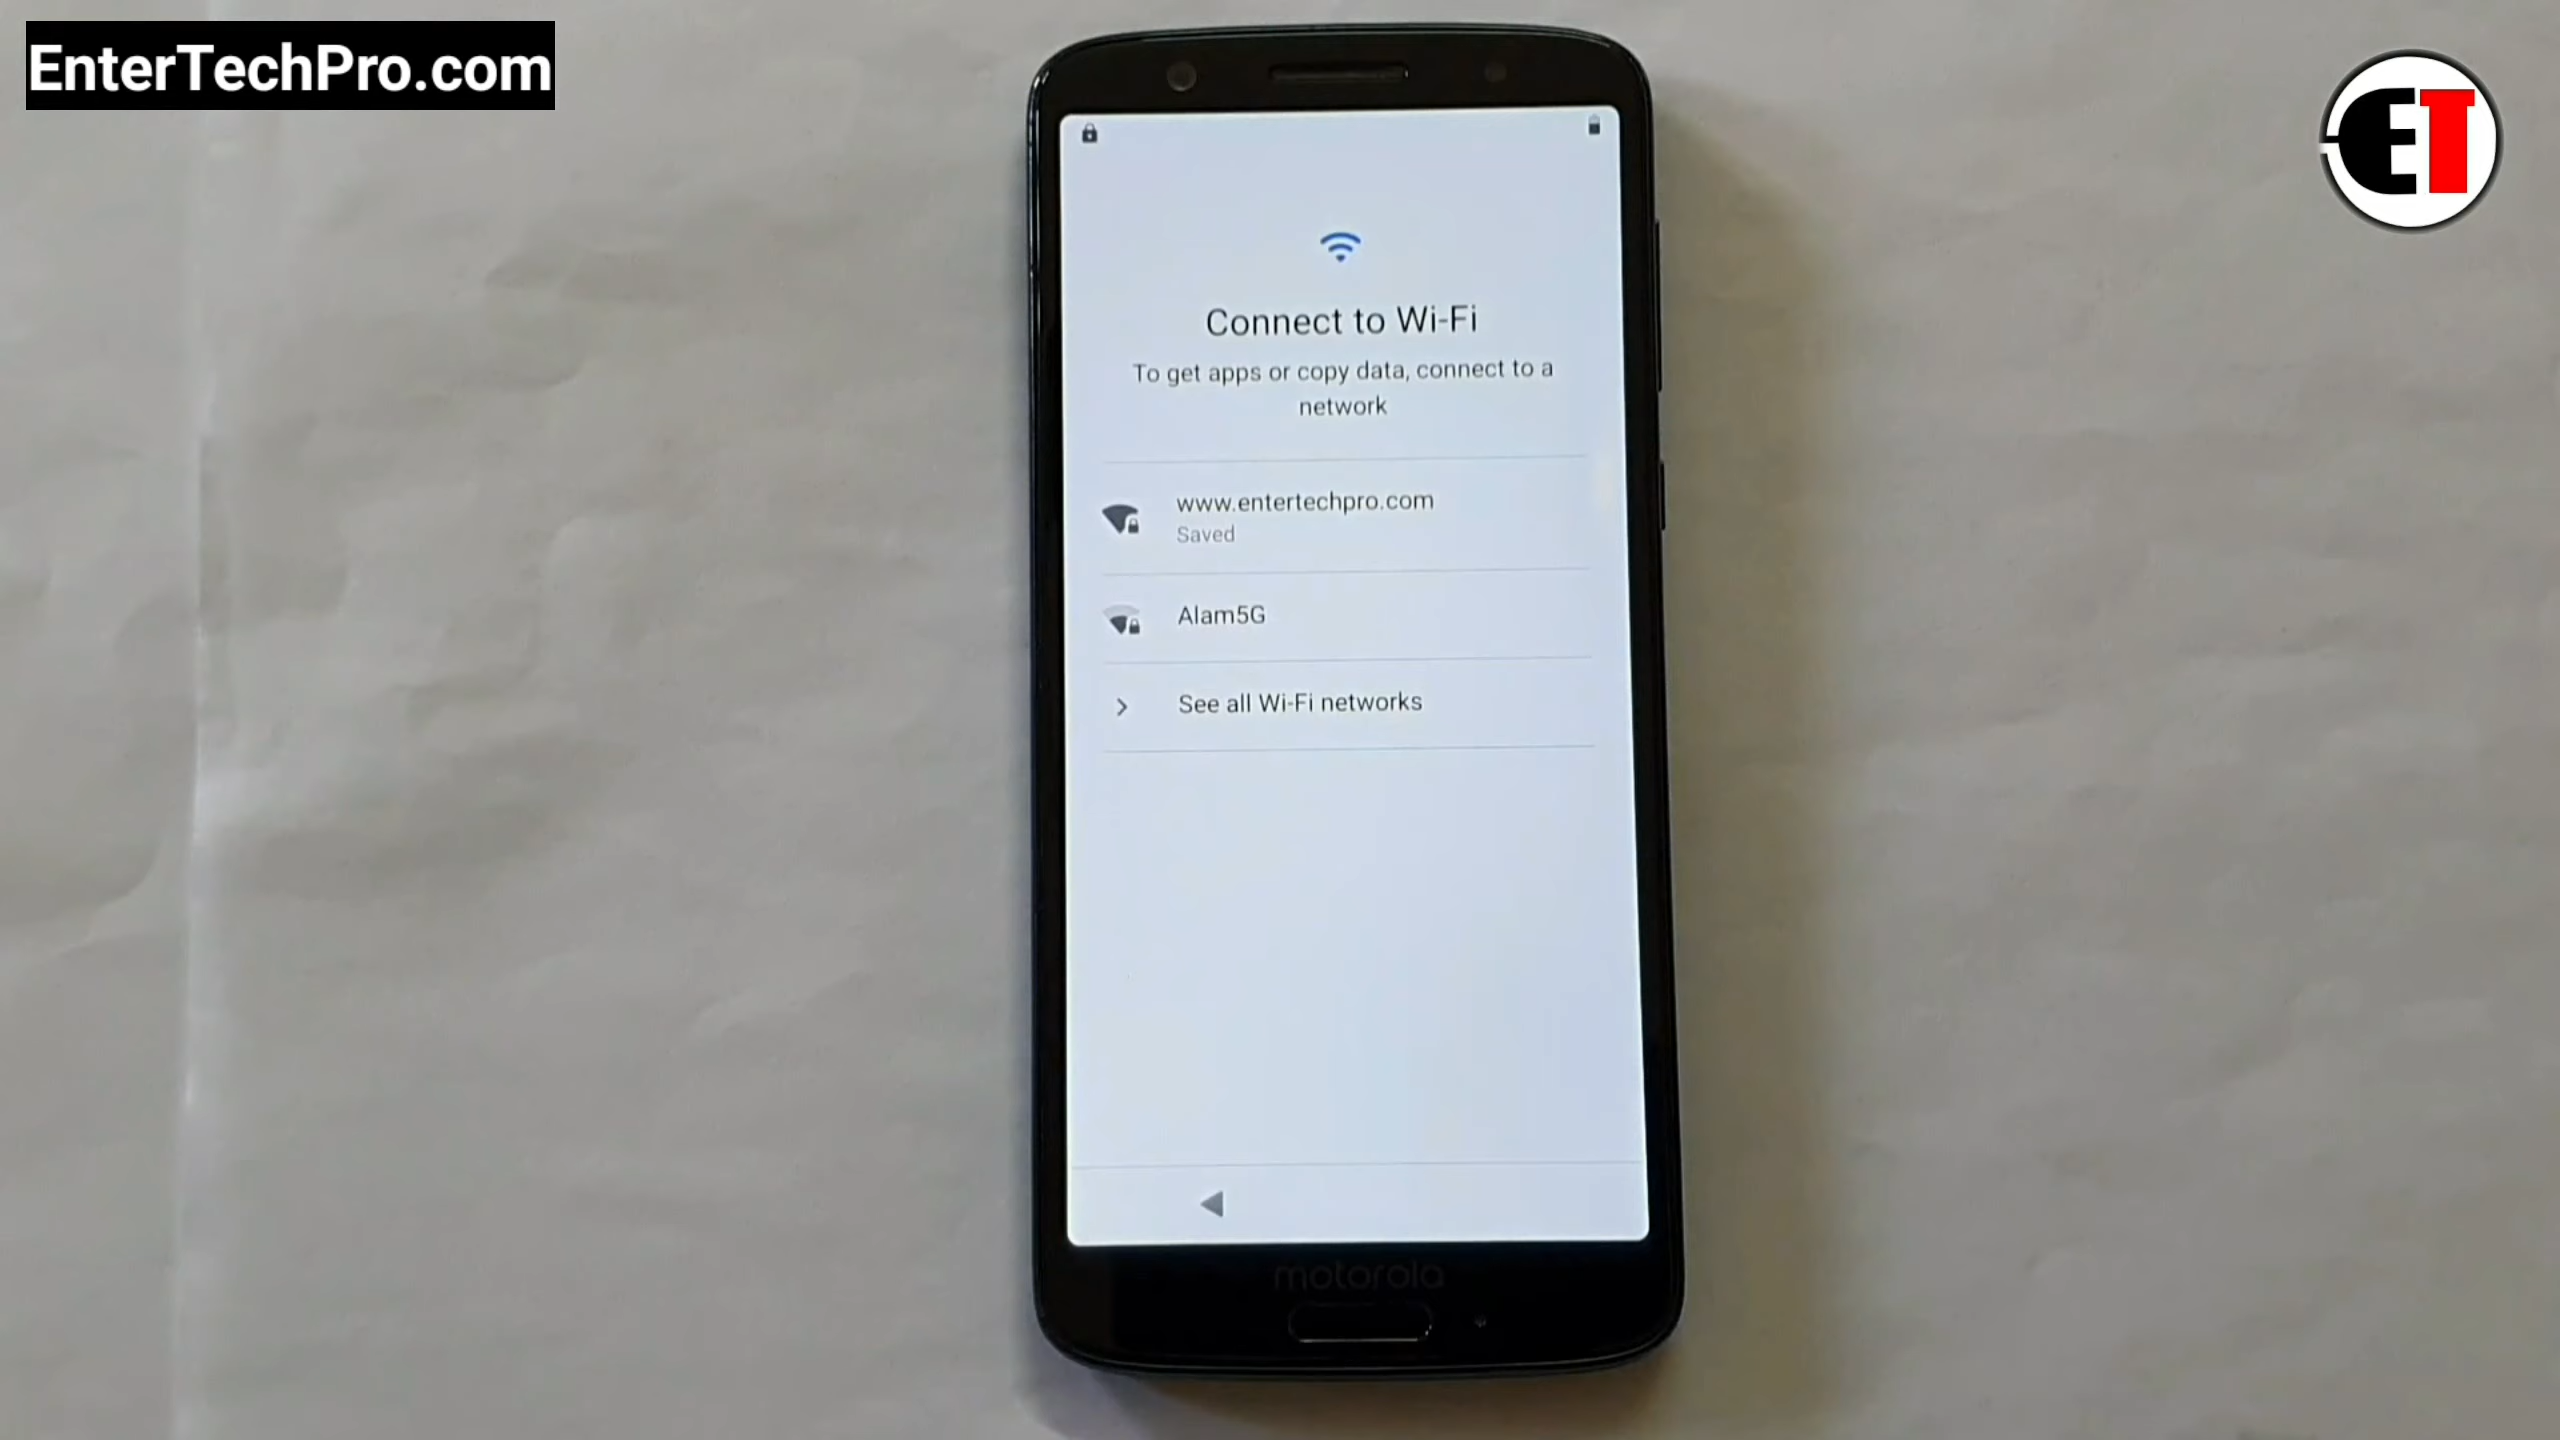 EnterTechPro.com
ET
Connect to Wi-Fi
To get apps or copy data, connect to a
network
www.entertechpro.com
Saved
Alam5G
See all Wi-Fi networks
motorola